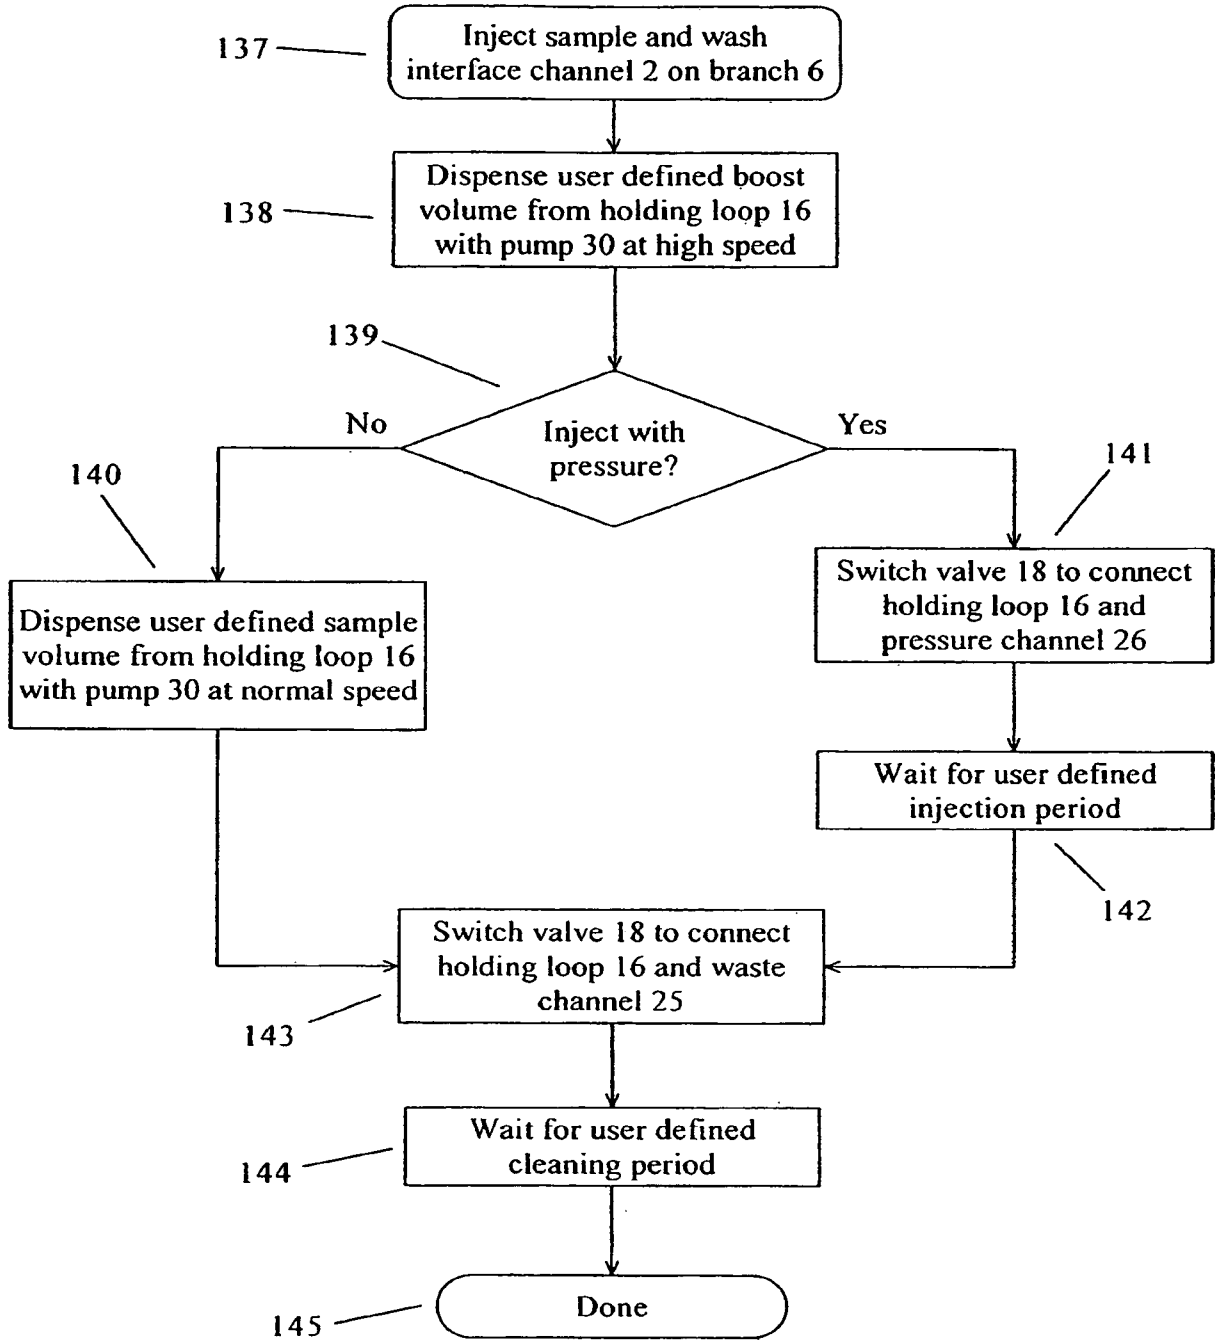 137
Inject sample and wash
interface channel 2 on branch 6
138
Dispense user defined boost
volume from holding loop 16
with pump 30 at high speed
139
No
Inject with
pressure?
Yes
140
141
Dispense user defined sample
volume from holding loop 16
with pump 30 at normal speed
Switch valve 18 to connect
holding loop 16 and
pressure channel 26
Wait for user defined
injection period
142
Switch valve 18 to connect
holding loop 16 and waste
channel 25
143
Wait for user defined
cleaning period
144
Done
145